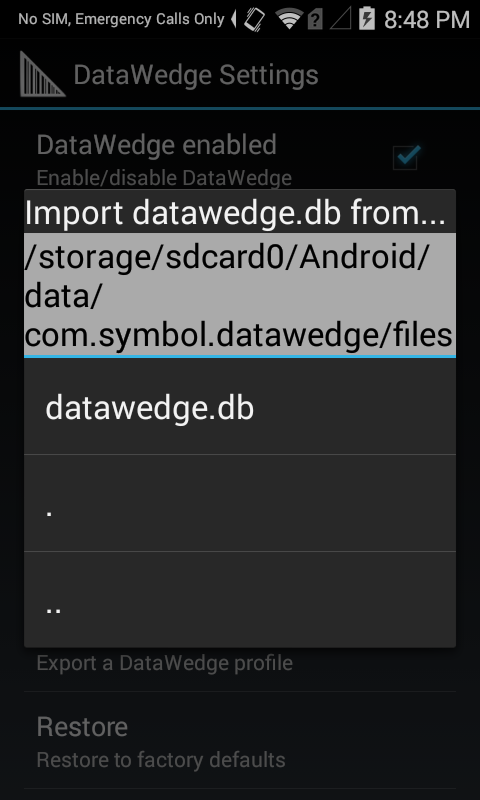 No SIM, Emergency Calls Only
8:48 PM
DataWedge Settings
DataWedge enabled
Enable/disable DataWedge
Import datawedge.db from...
/storage/sdcard0/Android/
data/
com.symbol.datawedge/files
datawedge.db
.
..
Export a DataWedge profile
Restore
Restore to factory defaults